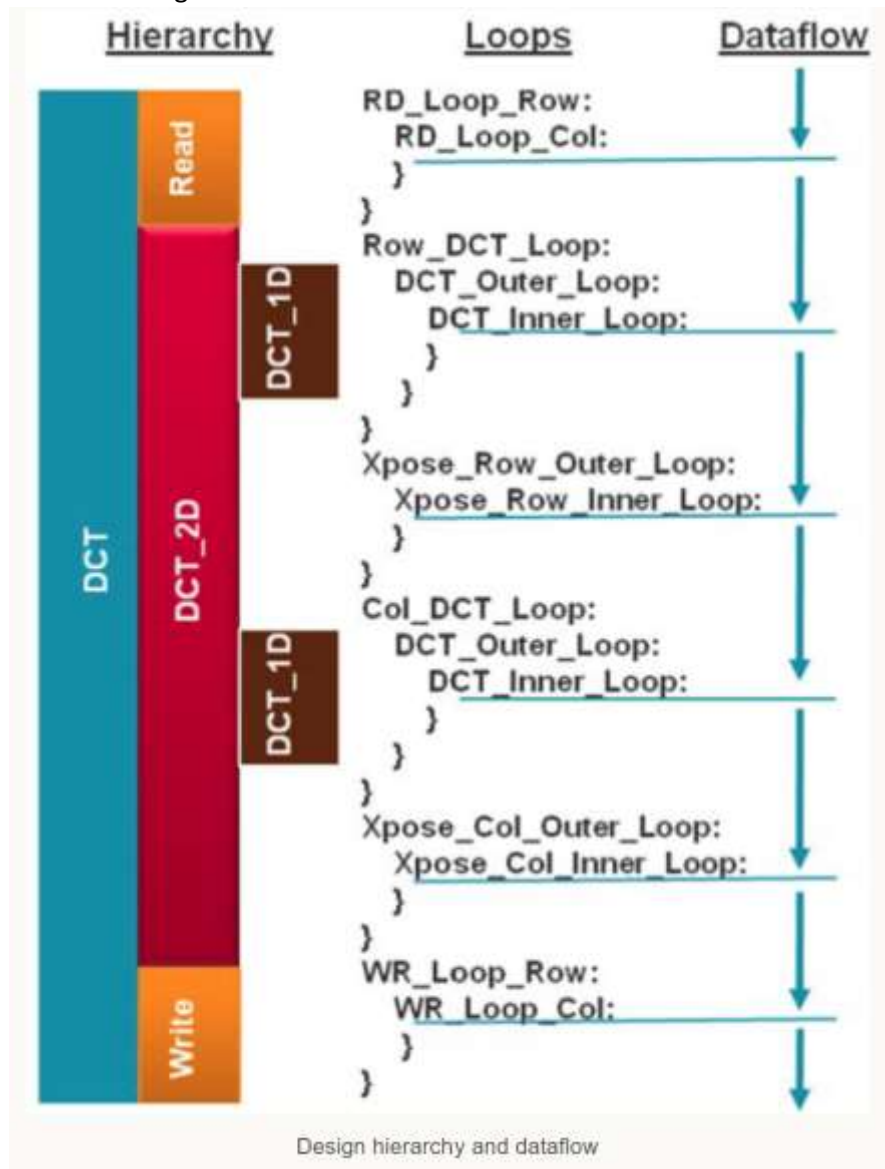 Hierarchy Loops Dataflow
DCT
Read
DCT_2D
Write
DCT_1D
DCT_1D
RD_Loop_Row:
RD_Loop_Col:
}
}
Row_DCT_Loop:
DCT_Outer_Loop:
DCT_Inner_Loop:
}
}
}
Xpose_Row_Outer_Loop:
Xpose_Row_Inner_Loop:
}
}
Col_DCT_Loop:
DCT_Outer_Loop:
DCT_Inner_Loop:
}
}
}
Xpose_Col_Outer_Loop:
Xpose_Col_Inner_Loop:
}
}
WR_Loop_Row:
WR_Loop_Col:
}
}
Design hierarchy and dataflow